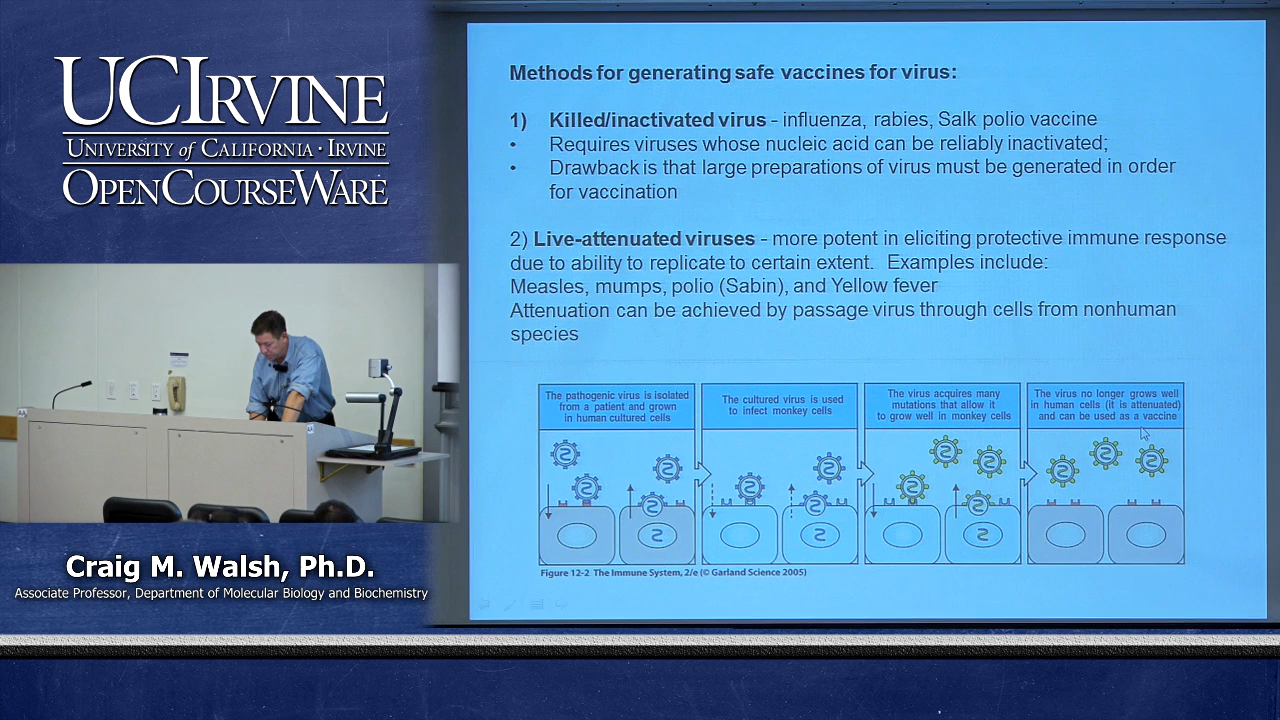 UCIRVINE
UNIVERSITY of CALIFORNIA · IRVINE
OPENCOURSEWARE
Craig M. Walsh, Ph.D.
Associate Professor, Department of Molecular Biology and Biochemistry
Methods for generating safe vaccines for virus:
1) Killed/inactivated virus - influenza, rabies, Salk polio vaccine
• Requires viruses whose nucleic acid can be reliably inactivated;
• Drawback is that large preparations of virus must be generated in order
for vaccination
2) Live-attenuated viruses - more potent in eliciting protective immune response
due to ability to replicate to certain extent. Examples include:
Measles, mumps, polio (Sabin), and Yellow fever
Attenuation can be achieved by passage virus through cells from nonhuman
species
The pathogenic virus is isolated
from a patient and grown
in human cultured cells
The cultured virus is used
to infect monkey cells
The virus acquires many
mutations that allow it
to grow well in monkey cells
The virus no longer grows well
in human cells (it is attenuated)
and can be used as a vaccine
Figure 12-2 The Immune System, 2/e (© Garland Science 2005)